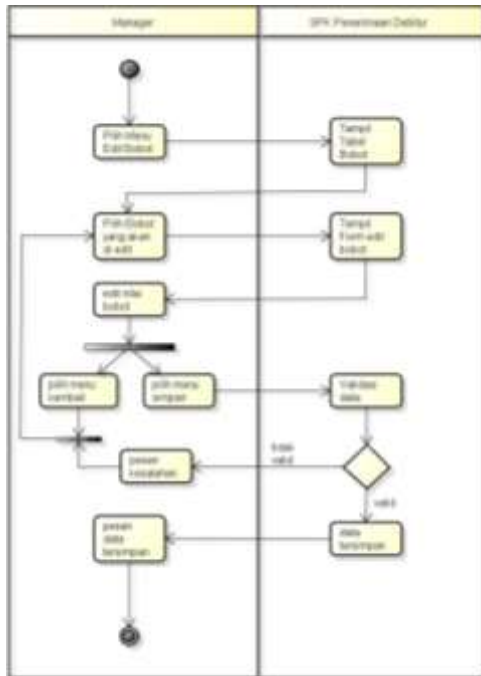 Manager
SPK Penerimaan Debitur
Pilih Menu
Edit Bobot
Tampil
Tabel
Bobot
Pilih Bobot
yang akan
di edit
Tampil
Form edit
bobot
edit nilai
bobot
pilih menu
kembali
pilih menu
simpan
Validasi
data
tidak
valid
pesan
kesalahan
valid
pesan
data
tersimpan
data
tersimpan